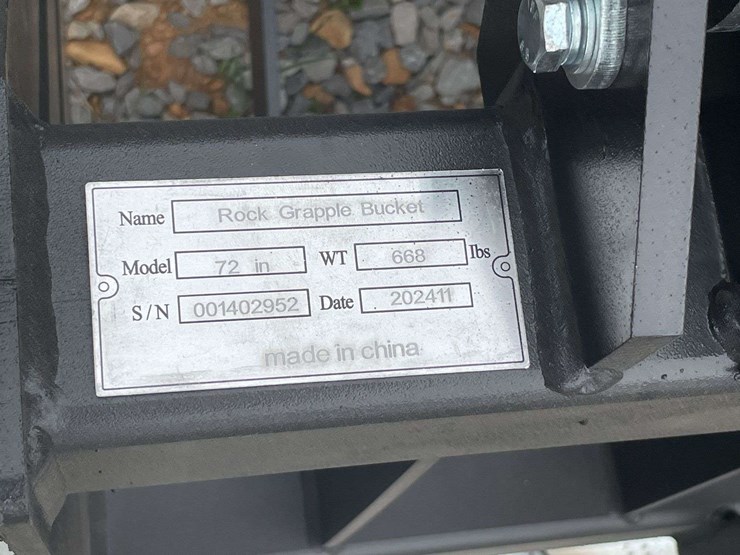 Name Rock Grapple Bucket
Model 72 in WT 668 lbs
S/N 001402952 Date 202411
made in china